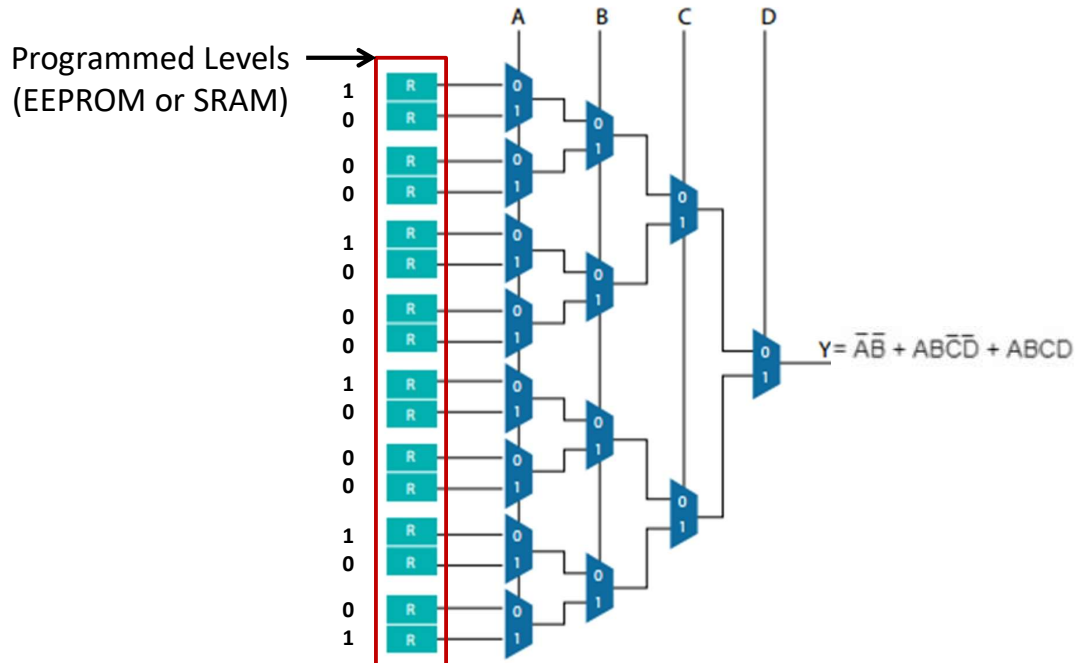 A B C D
Programmed Levels
(EEPROM or SRAM)
1 R 0
0 R 1
0
1
0 R 0
0 R 1
0
1
1 R 0
0 R 1
0
1
0 R 0
0 R 1
0
1
Y= A̅B̅ + ABC̅D̅ + ABCD
1 R 0
0 R 1
0
1
0 R 0
0 R 1
0
1
1 R 0
0 R 1
0
1
0 R 0
1 R 1